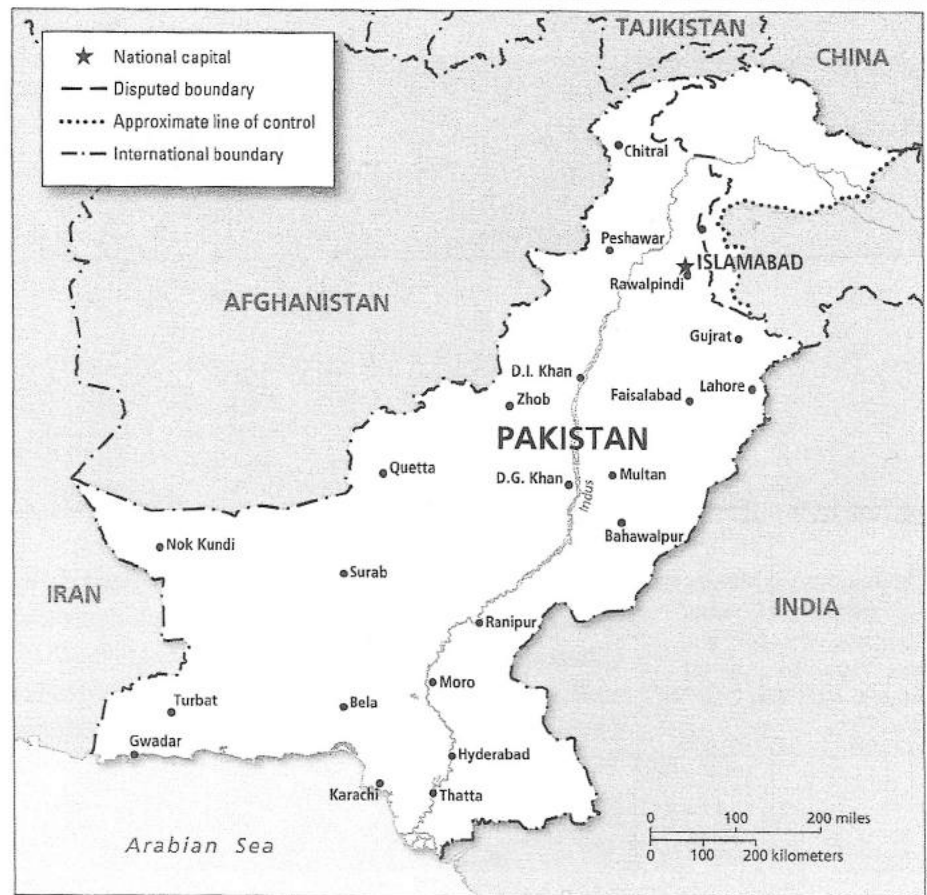 National capital
Disputed boundary
Approximate line of control
International boundary
TAJIKISTAN
CHINA
Chitral
Peshawar
ISLAMABAD
Rawalpindi
AFGHANISTAN
Gujrat
D.I. Khan
Lahore
Zhob
Faisalabad
PAKISTAN
Quetta
D.G. Khan
Multan
Indus
Bahawalpur
Nok Kundi
Surab
IRAN
INDIA
Ranipur
Moro
Turbat
Bela
Gwadar
Hyderabad
Karachi
Thatta
0 100 200 miles
0 100 200 kilometers
Arabian Sea